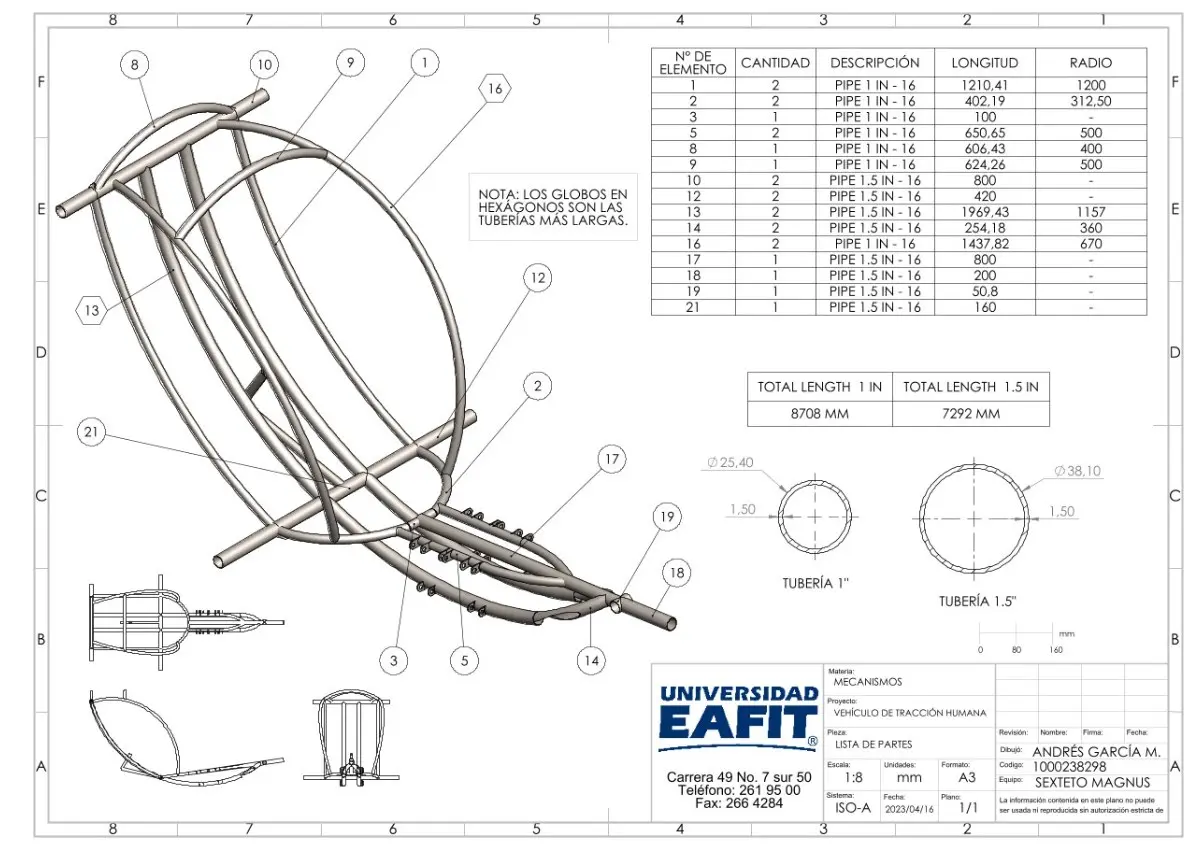 8 7 6 5 4 3 2 1
F F
E E
D D
C C
B B
A A
8 10 9 1 16
13
12
2
21
17
19
18
3 5 14
NOTA: LOS GLOBOS EN
HEXÁGONOS SON LAS
TUBERÍAS MÁS LARGAS.
Nº DE ELEMENTO CANTIDAD DESCRIPCIÓN LONGITUD RADIO
1 2 PIPE 1 IN - 16 1210,41 1200
2 2 PIPE 1 IN - 16 402,19 312,50
3 1 PIPE 1 IN - 16 100 -
5 2 PIPE 1 IN - 16 650,65 500
8 1 PIPE 1 IN - 16 606,43 400
9 1 PIPE 1 IN - 16 624,26 500
10 2 PIPE 1.5 IN - 16 800 -
12 2 PIPE 1.5 IN - 16 420 -
13 2 PIPE 1.5 IN - 16 1969,43 1157
14 2 PIPE 1.5 IN - 16 254,18 360
16 2 PIPE 1 IN - 16 1437,82 670
17 1 PIPE 1.5 IN - 16 800 -
18 1 PIPE 1.5 IN - 16 200 -
19 1 PIPE 1.5 IN - 16 50,8 -
21 1 PIPE 1.5 IN - 16 160 -
TOTAL LENGTH 1 IN TOTAL LENGTH 1.5 IN
8708 MM 7292 MM
Ø25,40
1,50
TUBERÍA 1"
Ø38,10
1,50
TUBERÍA 1.5"
mm
0 80 160
UNIVERSIDAD
EAFIT®
Carrera 49 No. 7 sur 50
Teléfono: 261 95 00
Fax: 266 4284
Materia:
MECANISMOS
Proyecto:
VEHÍCULO DE TRACCIÓN HUMANA
Pieza:
LISTA DE PARTES
Escala: Unidades: Formato:
1:8 mm A3
Sistema: Fecha: Plano:
ISO-A 2023/04/16 1/1
Revisión: Nombre: Firma: Fecha:
Dibujó: ANDRÉS GARCÍA M.
Codigo: 1000238298
Equipo: SEXTETO MAGNUS
La información contenida en este plano no puede
ser usada ni reproducida sin autorización estricta de
8 7 6 5 4 3 2 1